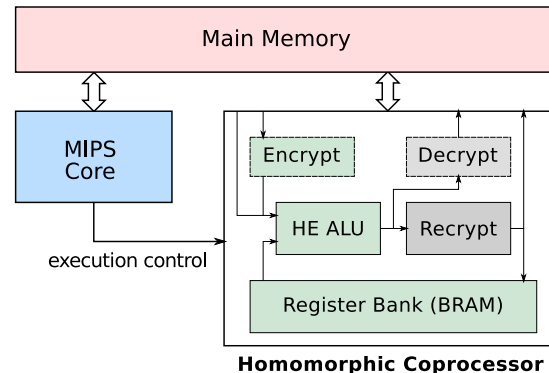 Main Memory
MIPS
Core
Encrypt
Decrypt
HE ALU
Recrypt
execution control
Register Bank (BRAM)
Homomorphic Coprocessor